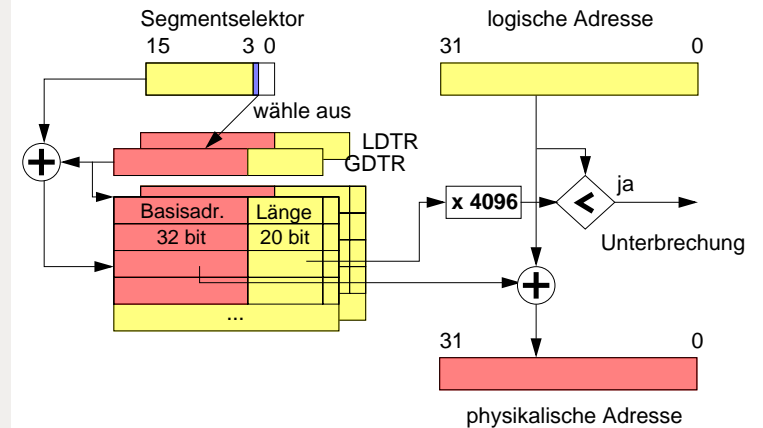 Segmentselektor
logische Adresse
15 3 0
31 0
wähle aus
LDTR
GDTR
ja
Basisadr. Länge
x 4096
<
32 bit 20 bit
Unterbrechung
+
+
...
31 0
physikalische Adresse